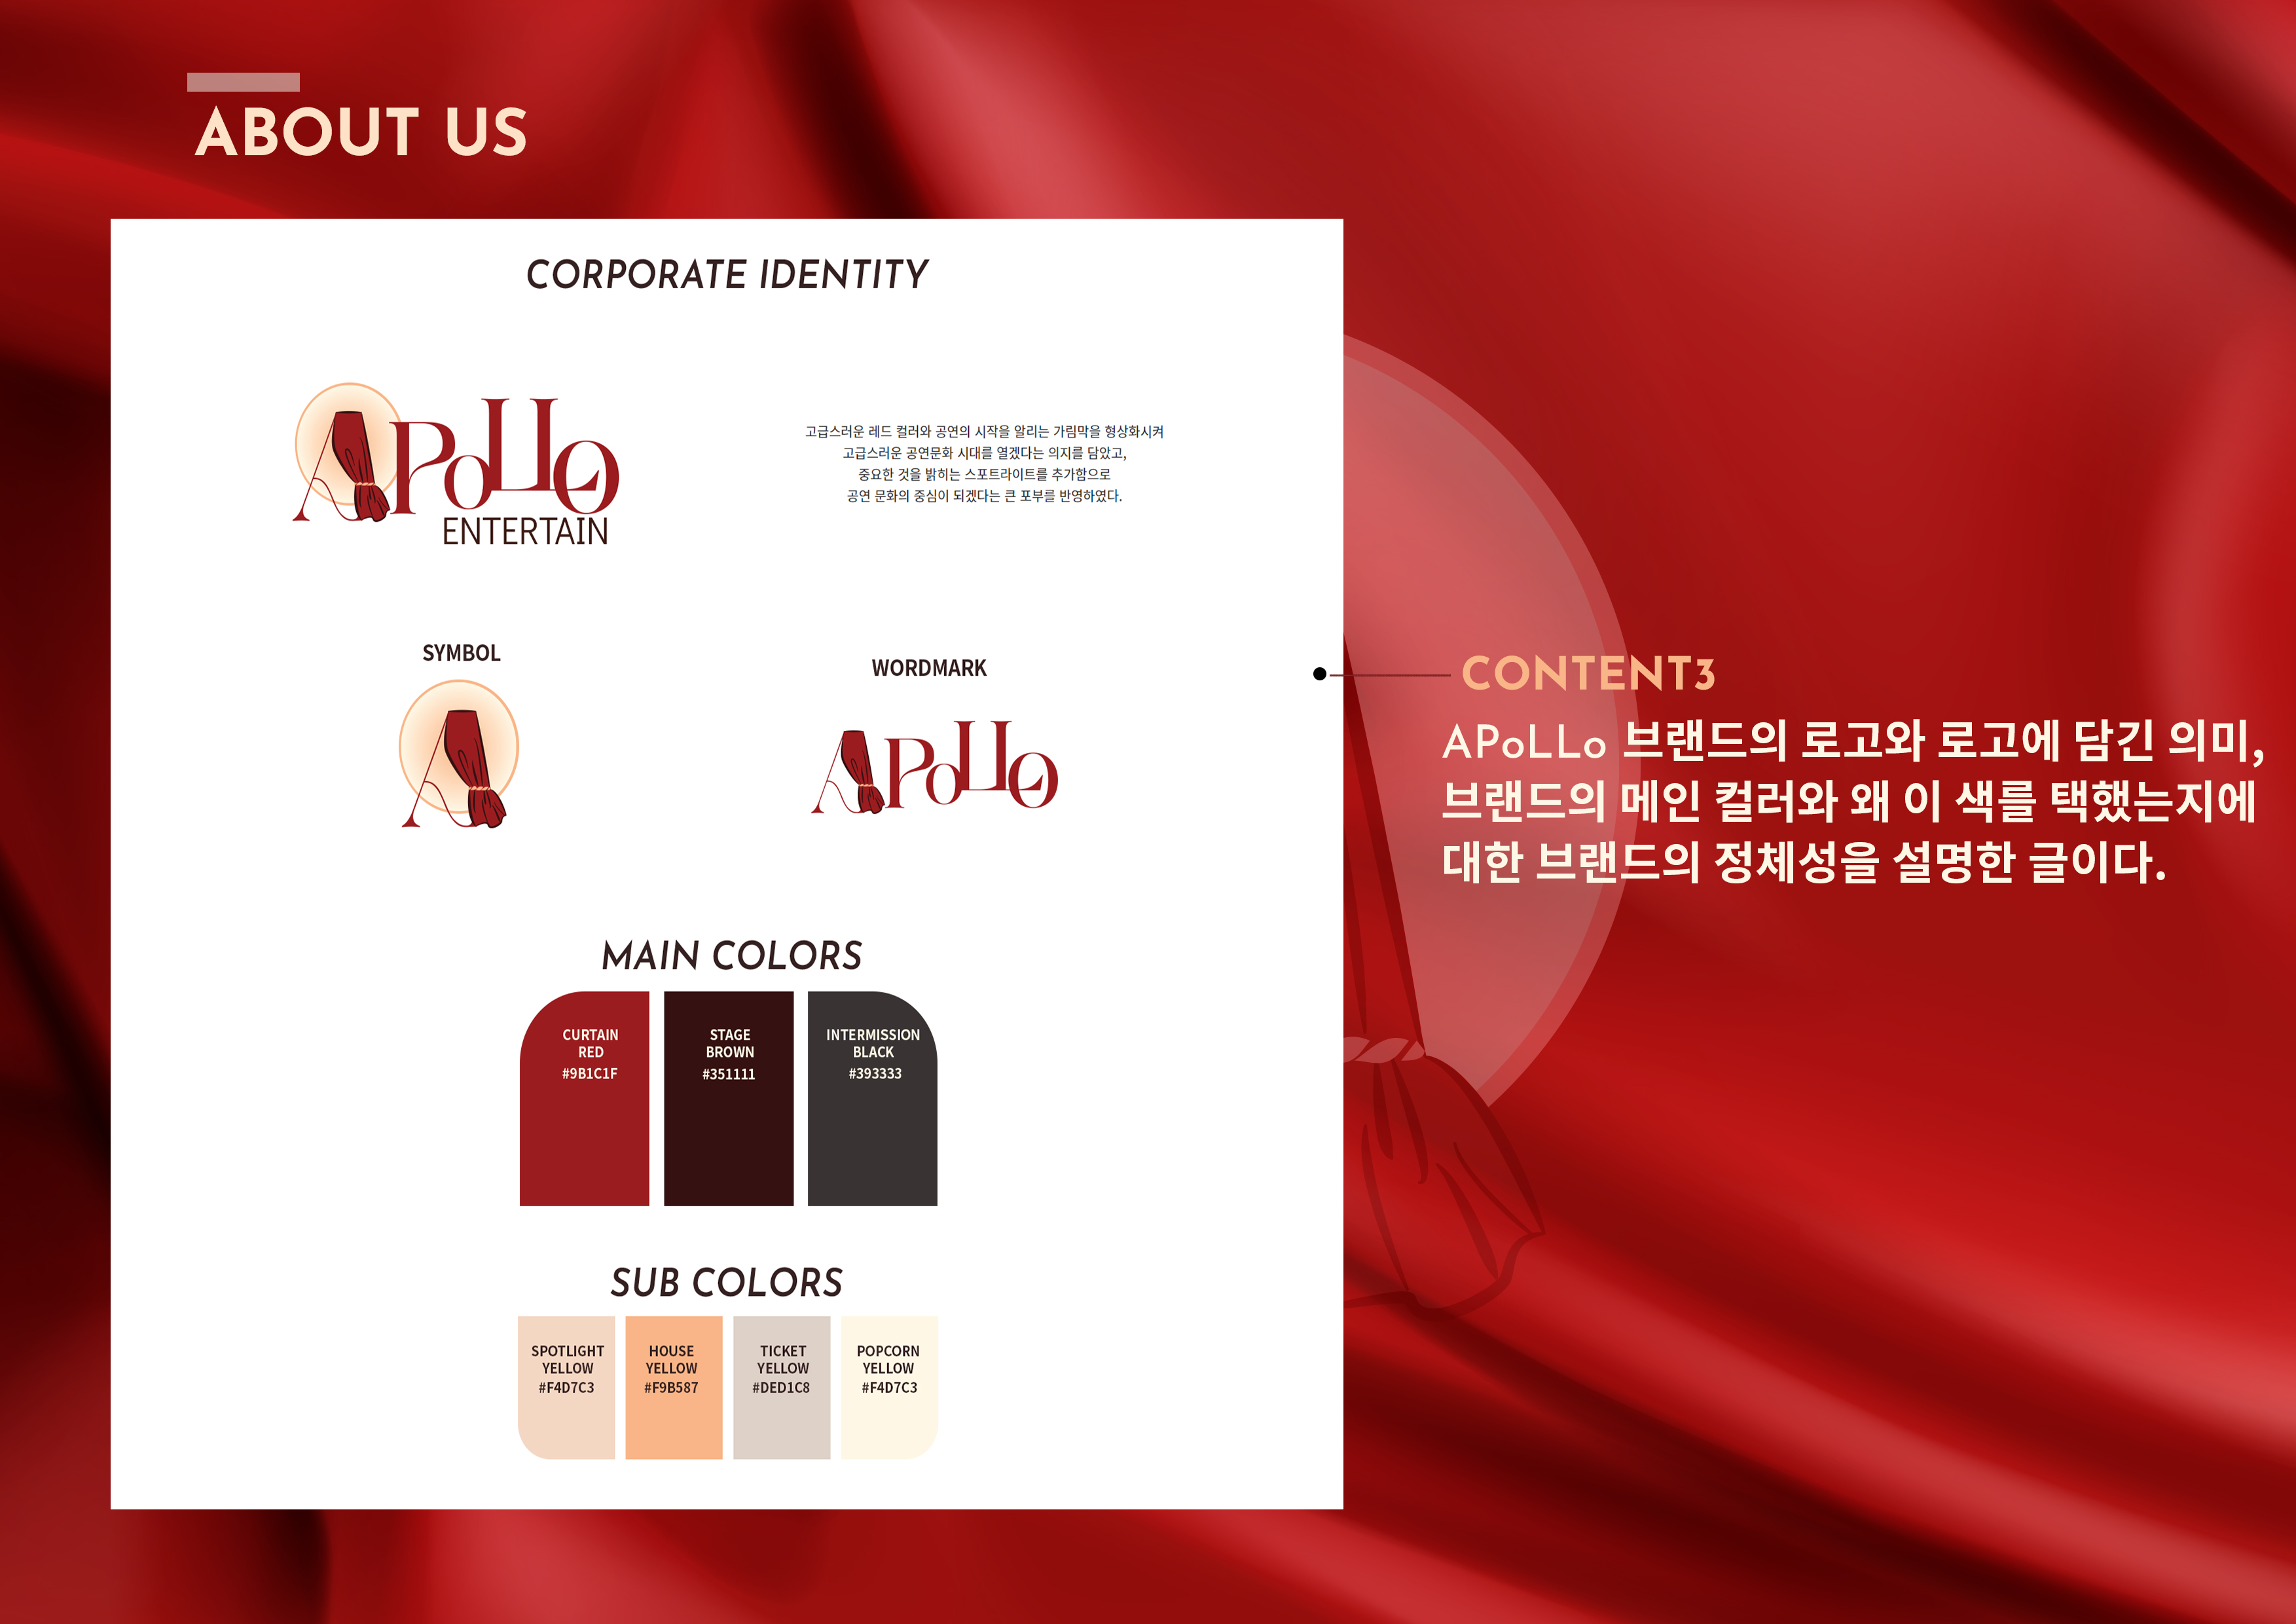 ABOUT US
CORPORATE IDENTITY
APoLLo
ENTERTAIN
고급스러운 레드 컬러와 공연의 시작을 알리는 가림막을 형상화시켜
고급스러운 공연문화 시대를 열겠다는 의지를 담았고,
중요한 것을 밝히는 스포트라이트를 추가함으로
공연 문화의 중심이 되겠다는 큰 포부를 반영하였다.
SYMBOL
A
WORDMARK
APoLLo
CONTENT3
APoLLo 브랜드의 로고와 로고에 담긴 의미,
브랜드의 메인 컬러와 왜 이 색를 택했는지에
대한 브랜드의 정체성을 설명한 글이다.
MAIN COLORS
CURTAIN
RED
#9B1C1F
STAGE
BROWN
#351111
INTERMISSION
BLACK
#393333
SUB COLORS
SPOTLIGHT
YELLOW
#F4D7C3
HOUSE
YELLOW
#F9B587
TICKET
YELLOW
#DED1C8
POPCORN
YELLOW
#F4D7C3